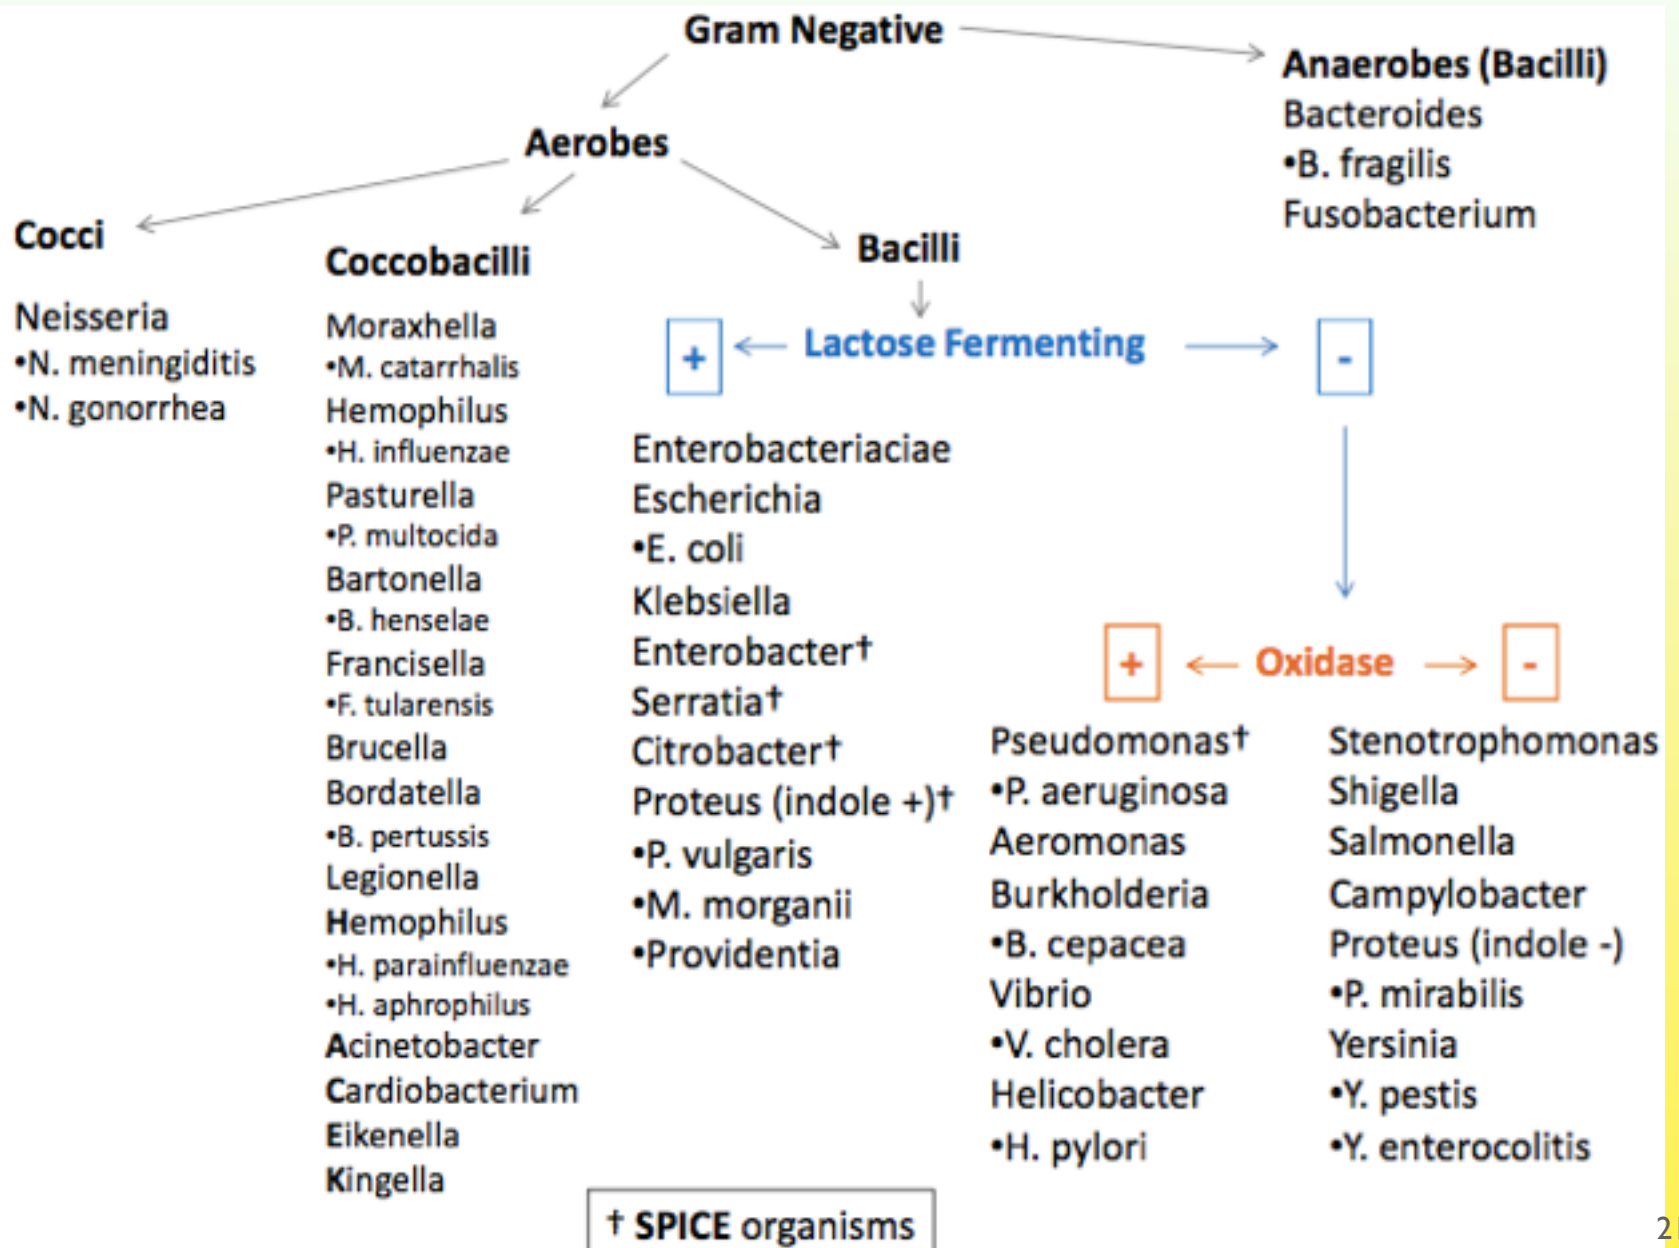 Gram Negative
Anaerobes (Bacilli)
Bacteroides
•B. fragilis
Fusobacterium
Aerobes
Cocci
Neisseria
•N. meningiditis
•N. gonorrhea
Coccobacilli
Moraxhella
•M. catarrhalis
Hemophilus
•H. influenzae
Pasturella
•P. multocida
Bartonella
•B. henselae
Francisella
•F. tularensis
Brucella
Bordatella
•B. pertussis
Legionella
Hemophilus
•H. parainfluenzae
•H. aphrophilus
Acinetobacter
Cardiobacterium
Eikenella
Kingella
Bacilli
+ Lactose Fermenting -
Enterobacteriaciae
Escherichia
•E. coli
Klebsiella
Enterobacter†
Serratia†
Citrobacter†
Proteus (indole +)†
•P. vulgaris
•M. morganii
•Providentia
+ Oxidase -
Pseudomonas†
•P. aeruginosa
Aeromonas
Burkholderia
•B. cepacea
Vibrio
•V. cholera
Helicobacter
•H. pylori
Stenotrophomonas
Shigella
Salmonella
Campylobacter
Proteus (indole -)
•P. mirabilis
Yersinia
•Y. pestis
•Y. enterocolitis
† SPICE organisms